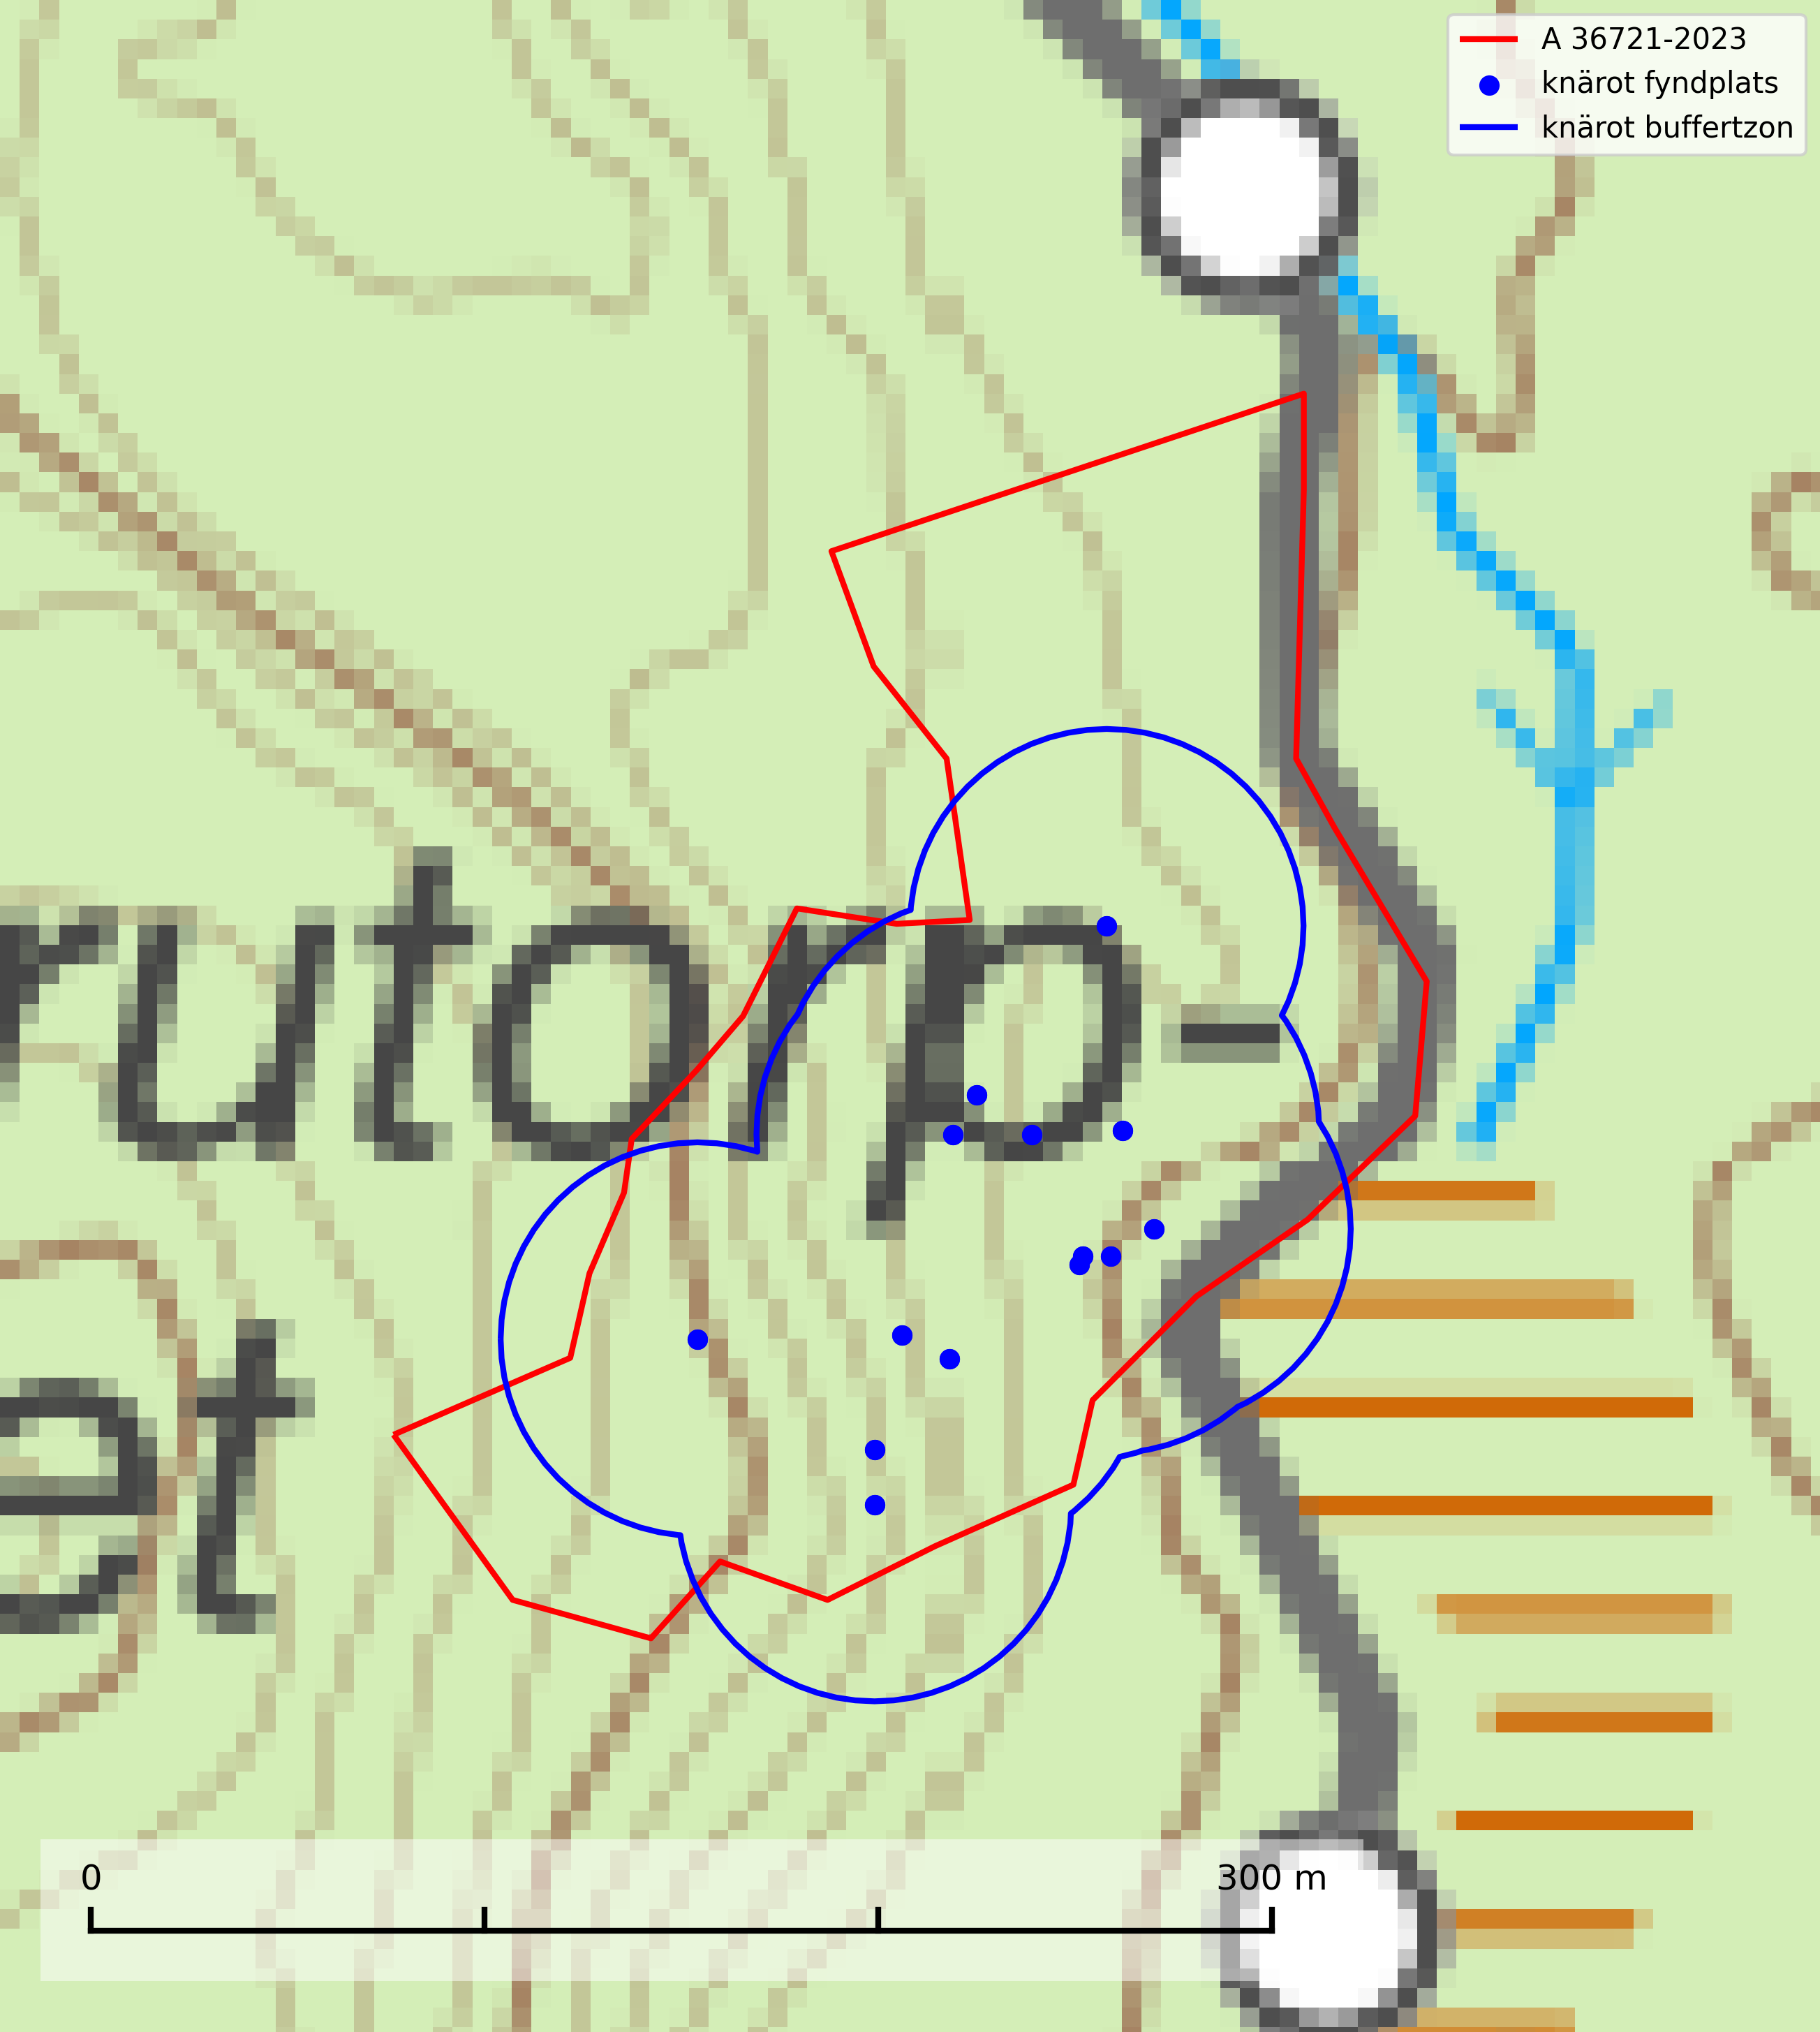 A 36721-2023
knärot fyndplats
knärot buffertzon
rutorp-
et
0 300 m